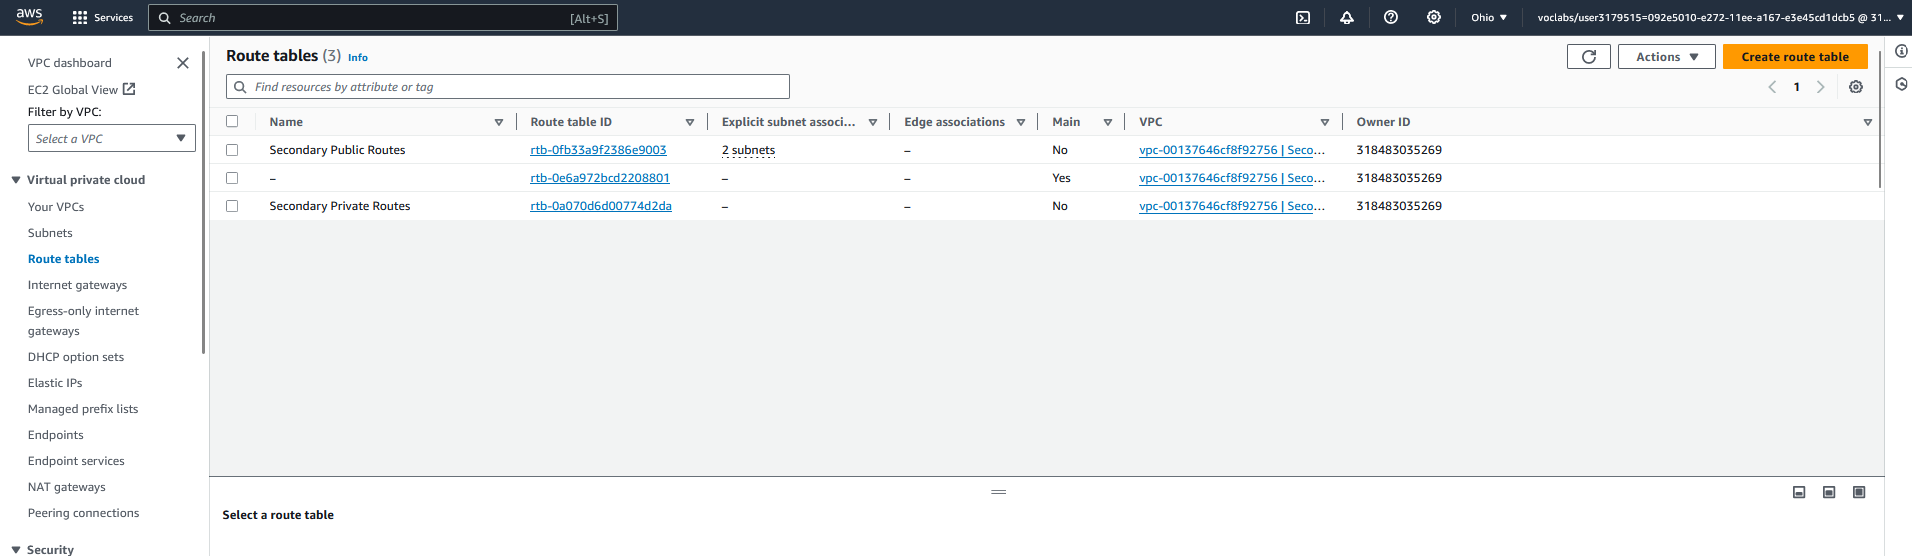 aws Services Search [Alt+S] Ohio ▼ voclabs/user3179515=092e5010-e272-11ee-a167-e3e45cd1dcb5 @ 31... ▼
VPC dashboard
EC2 Global View
Filter by VPC:
Select a VPC
Virtual private cloud
Your VPCs
Subnets
Route tables
Internet gateways
Egress-only internet
gateways
DHCP option sets
Elastic IPs
Managed prefix lists
Endpoints
Endpoint services
NAT gateways
Peering connections
Security
Route tables (3) Info
Actions
Create route table
Find resources by attribute or tag
1
Name Route table ID Explicit subnet associ... Edge associations Main VPC Owner ID
Secondary Public Routes rtb-0fb33a9f2386e9003 2 subnets – No vpc-00137646cf8f92756 | Seco... 318483035269
– rtb-0e6a972bcd2208801 – – Yes vpc-00137646cf8f92756 | Seco... 318483035269
Secondary Private Routes rtb-0a070d6d00774d2da – – No vpc-00137646cf8f92756 | Seco... 318483035269
Select a route table